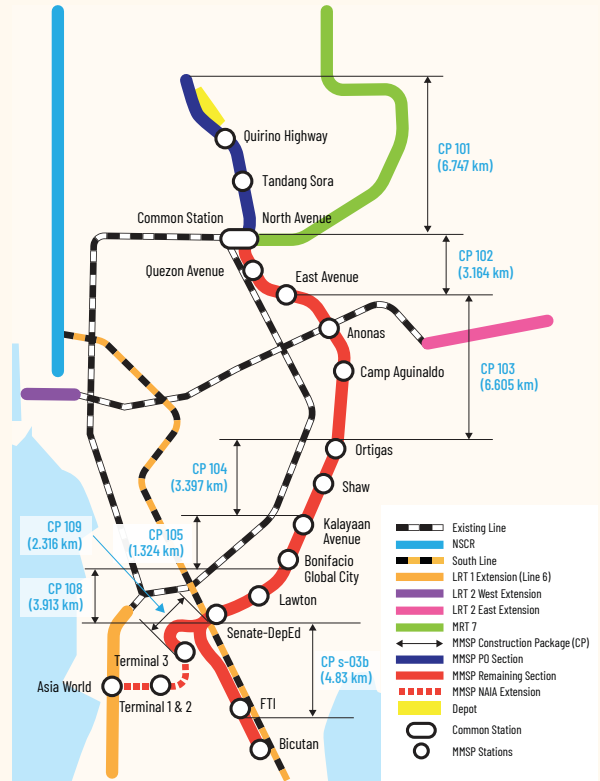 Quirino Highway
CP 101
(6.747 km)
Tandang Sora
Common Station
North Avenue
CP 102
(3.164 km)
Quezon Avenue
East Avenue
Anonas
Camp Aguinaldo
CP 103
(6.605 km)
Ortigas
CP 104
(3.397 km)
Shaw
CP 109
(2.316 km)
CP 105
(1.324 km)
Kalayaan
Avenue
Bonifacio
Global City
CP 108
(3.913 km)
Lawton
Senate-DepEd
Terminal 3
CP s-03b
(4.83 km)
Asia World
Terminal 1 & 2
FTI
Bicutan
Existing Line
NSCR
South Line
LRT 1 Extension (Line 6)
LRT 2 West Extension
LRT 2 East Extension
MRT 7
MMSP Construction Package (CP)
MMSP PO Section
MMSP Remaining Section
MMSP NAIA Extension
Depot
Common Station
MMSP Stations